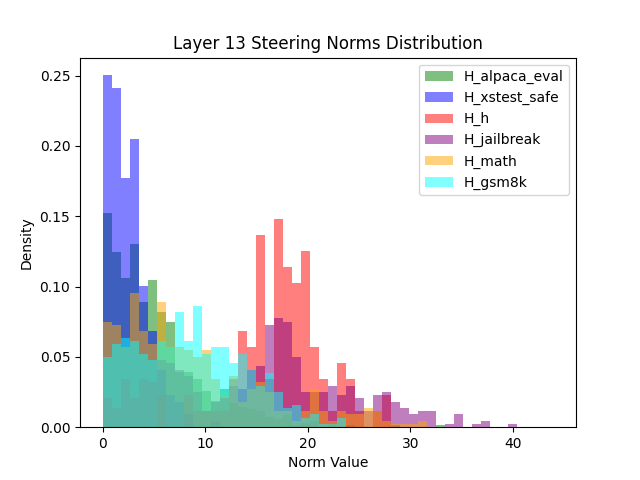 Layer 13 Steering Norms Distribution
0.25
0.20
0.15
0.10
0.05
0.00
Density
H_alpaca_eval
H_xstest_safe
H_h
H_jailbreak
H_math
H_gsm8k
0
10
20
30
40
Norm Value